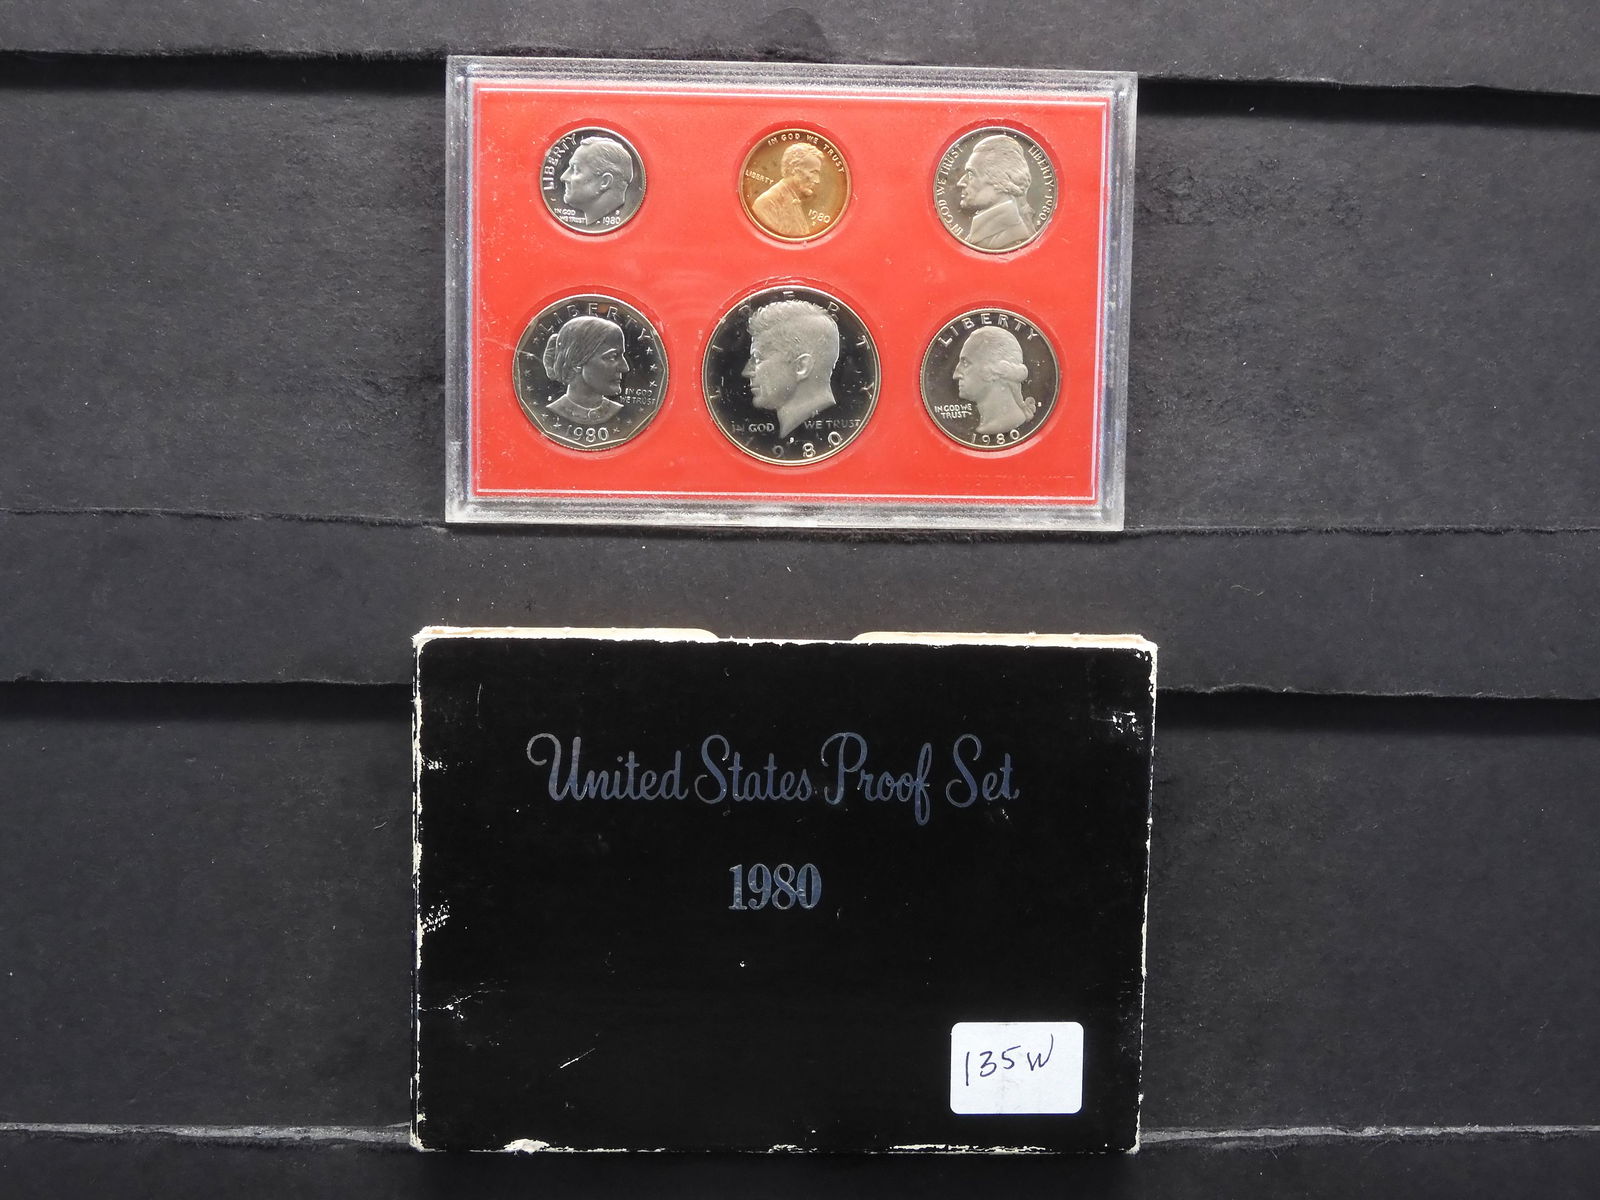 LIBERTY
IN GOD
WE TRUST
1980
IN GOD WE TRUST
LIBERTY
1980
IN GOD WE TRUST
LIBERTY · 1980
LIBERTY
IN GOD
WE TRUST
1980
LIBERTY
IN GOD WE TRUST
1980
LIBERTY
IN GOD WE
TRUST
1980
United States Proof Set
1980
135W